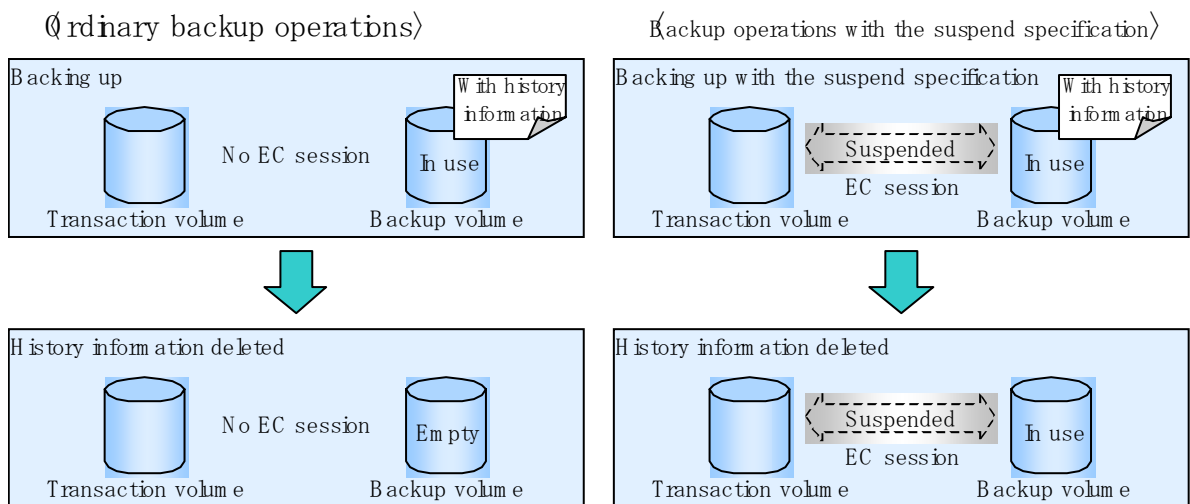 〈Ordinary backup operations〉
Backing up
With history
information
No EC session
In use
Transaction volume
Backup volume
History information deleted
No EC session
Empty
Transaction volume
Backup volume
〈Backup operations with the suspend specification〉
Backing up with the suspend specification
With history
information
Suspended
EC session
In use
Transaction volume
Backup volume
History information deleted
Suspended
EC session
In use
Transaction volume
Backup volume